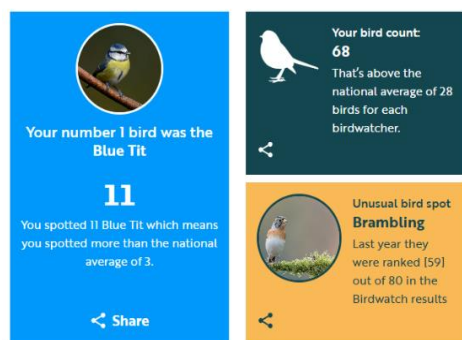 Your number 1 bird was the
Blue Tit
11
You spotted 11 Blue Tit which means
you spotted more than the national
average of 3.
Share
Your bird count:
68
That's above the
national average of 28
birds for each
birdwatcher.
Unusual bird spot
Brambling
Last year they
were ranked [59]
out of 80 in the
Birdwatch results